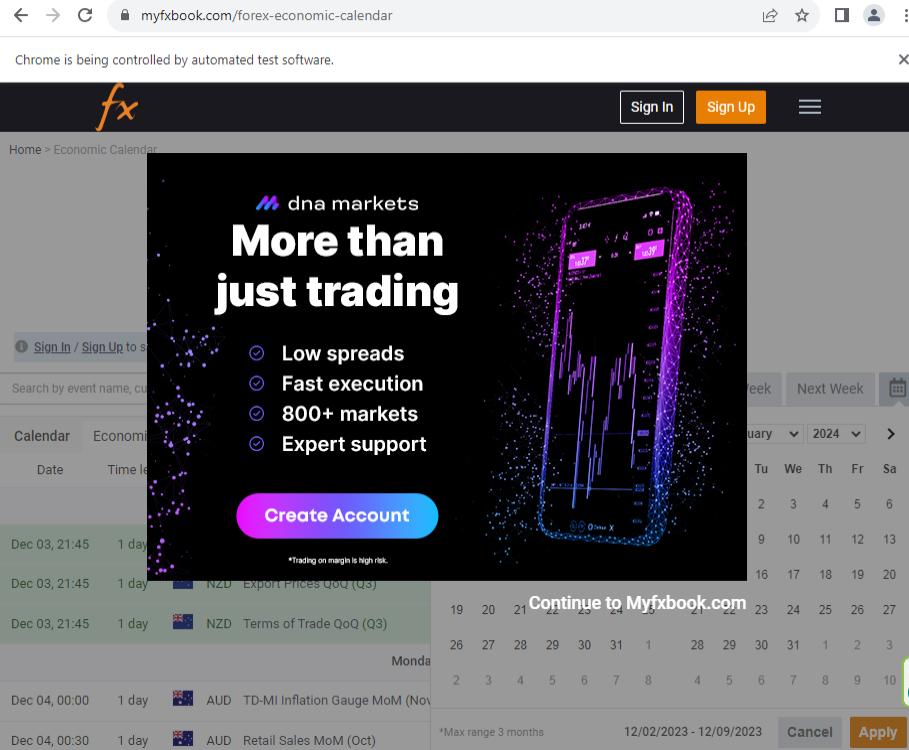 myfxbook.com/forex-economic-calendar
Chrome is being controlled by automated test software.
fx
Sign In
Sign Up
Home > Economic Calendar
dna markets
More than
just trading
Low spreads
Fast execution
800+ markets
Expert support
Create Account
*Trading on margin is high risk.
Continue to Myfxbook.com
Sign In / Sign Up to
Search by event name, cu
Next Week
Calendar
Economi
2024
Date
Time le
Tu We Th Fr Sa
2 3 4 5 6
9 10 11 12 13
16 17 18 19 20
19 20 21 22 23 24 25 21 22 23 24 25 26 27
26 27 28 29 30 31 1 28 29 30 31 1 2 3
2 3 4 5 6 7 8 4 5 6 7 8 9 10
Dec 03, 21:45 1 day
Dec 03, 21:45 1 day NZD Export Prices QoQ (Q3)
Dec 03, 21:45 1 day NZD Terms of Trade QoQ (Q3)
Monda
Dec 04, 00:00 1 day AUD TD-MI Inflation Gauge MoM (Nov
Dec 04, 00:30 1 day AUD Retail Sales MoM (Oct)
*Max range 3 months
12/02/2023 - 12/09/2023
Cancel
Apply